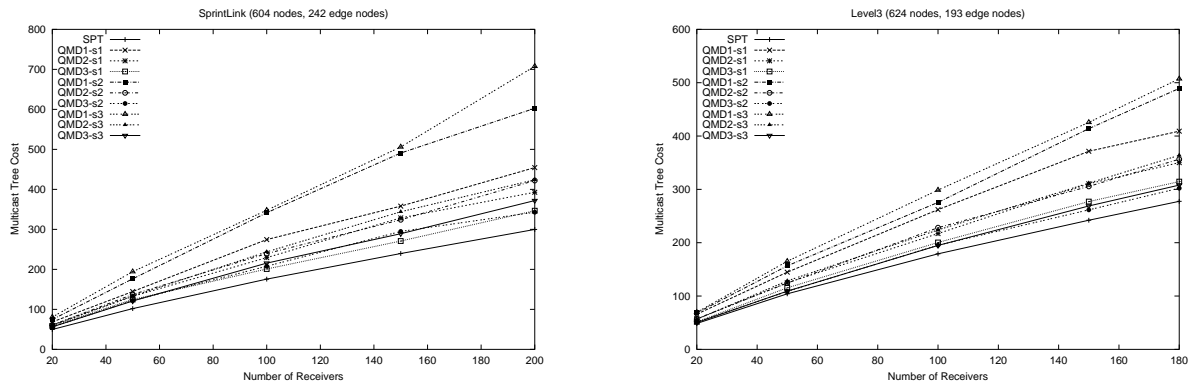 SprintLink (604 nodes, 242 edge nodes)
Multicast Tree Cost
800
700
600
500
400
300
200
100
0
SPT
QMD1-s1
QMD2-s1
QMD3-s1
QMD1-s2
QMD2-s2
QMD3-s2
QMD1-s3
QMD2-s3
QMD3-s3
20 40 60 80 100 120 140 160 180 200
Number of Receivers
Level3 (624 nodes, 193 edge nodes)
Multicast Tree Cost
600
500
400
300
200
100
0
SPT
QMD1-s1
QMD2-s1
QMD3-s1
QMD1-s2
QMD2-s2
QMD3-s2
QMD1-s3
QMD2-s3
QMD3-s3
20 40 60 80 100 120 140 160 180
Number of Receivers